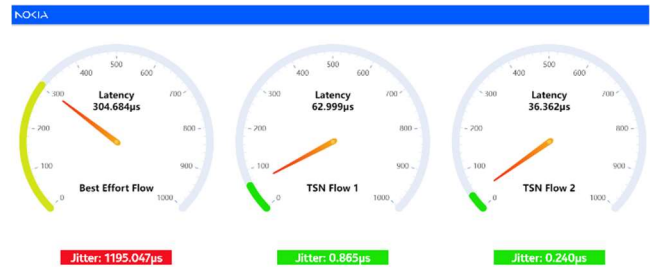 NOKIA
500
400
600
300
Latency
304.684µs
700
200
800
100
900
Best Effort Flow
0
1000
Jitter: 1195.047µs
500
400
600
300
Latency
62.999µs
700
200
800
100
900
TSN Flow 1
0
1000
Jitter: 0.865µs
500
400
600
300
Latency
36.362µs
700
200
800
100
900
TSN Flow 2
0
1000
Jitter: 0.240µs